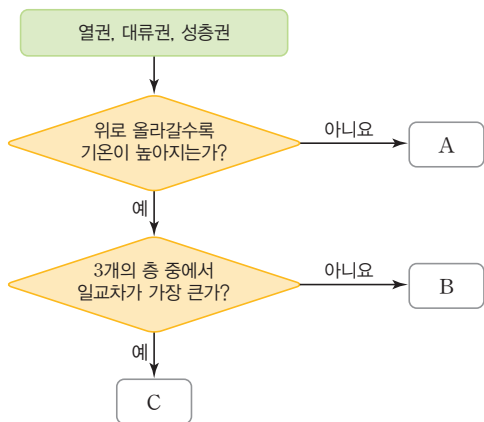 열권, 대류권, 성층권
위로 올라갈수록
기온이 높아지는가?
아니요
A
예
3개의 층 중에서
일교차가 가장 큰가?
아니요
B
예
C